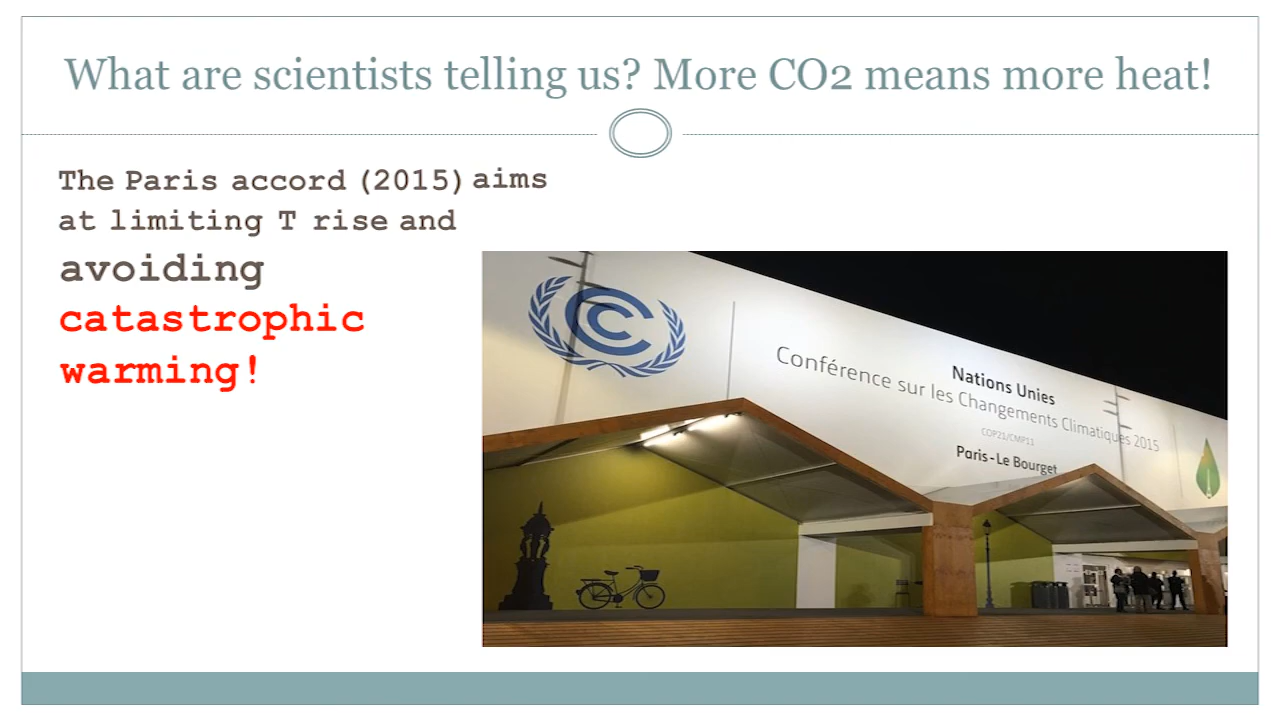 What are scientists telling us? More CO2 means more heat!
The Paris accord (2015) aims
at limiting T rise and
avoiding
catastrophic
warming!
Nations Unies
Conférence sur les Changements Climatiques 2015
COP21/CMP11
Paris-Le Bourget